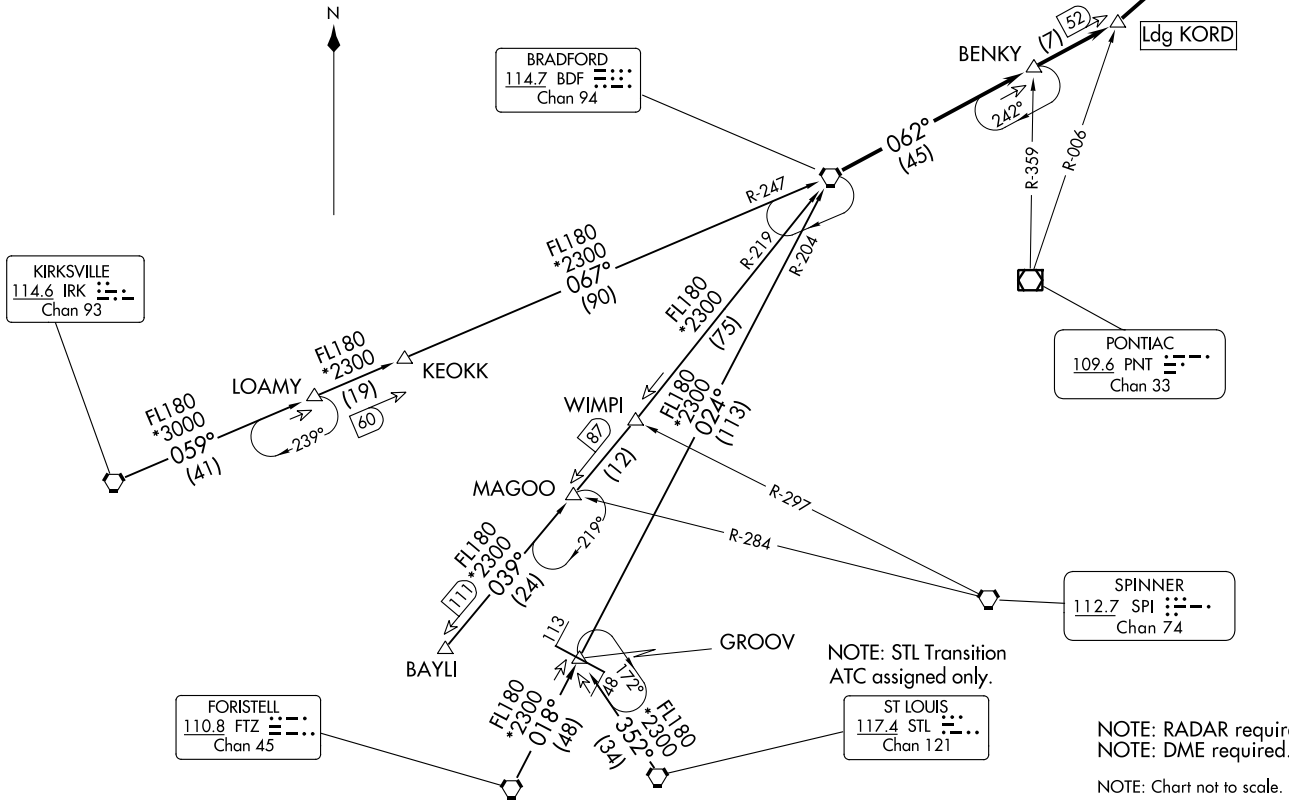 N
BRADFORD
114.7 BDF
Chan 94
BENKY
(7)
52
Ldg KORD
242°
062°
(45)
R-359
R-006
R-247
R-219
R-204
FL180
*2300
067°
(90)
KIRKSVILLE
114.6 IRK
Chan 93
PONTIAC
109.6 PNT
Chan 33
FL180
*2300
(75)
FL180
*2300
(19)
60
LOAMY
KEOKK
239°
FL180
*3000
059°
(41)
WIMPI
FL180
*2300
024°
(113)
87
(12)
MAGOO
219°
R-297
R-284
FL180
*2300
039°
(24)
111
BAYLI
SPINNER
112.7 SPI
Chan 74
113
GROOV
172°
48
NOTE: STL Transition
ATC assigned only.
FORISTELL
110.8 FTZ
Chan 45
FL180
*2300
018°
(48)
FL180
*2300
352°
(34)
ST LOUIS
117.4 STL
Chan 121
NOTE: RADAR require
NOTE: DME required.
NOTE: Chart not to scale.